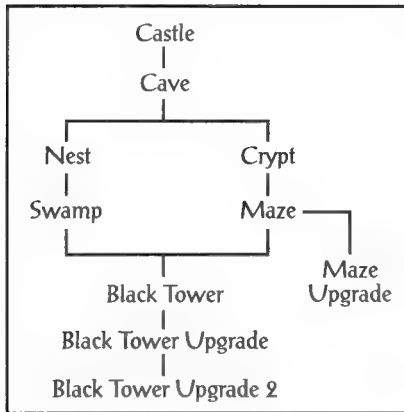 Castle
Cave
Nest
Crypt
Swamp
Maze
Maze
Upgrade
Black Tower
Black Tower Upgrade
Black Tower Upgrade 2